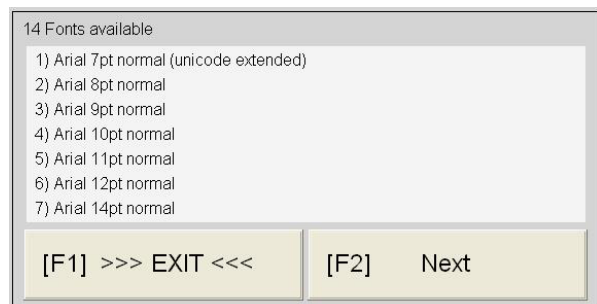 14 Fonts available
1) Arial 7pt normal (unicode extended)
2) Arial 8pt normal
3) Arial 9pt normal
4) Arial 10pt normal
5) Arial 11pt normal
6) Arial 12pt normal
7) Arial 14pt normal
[F1] >>> EXIT <<< [F2] Next